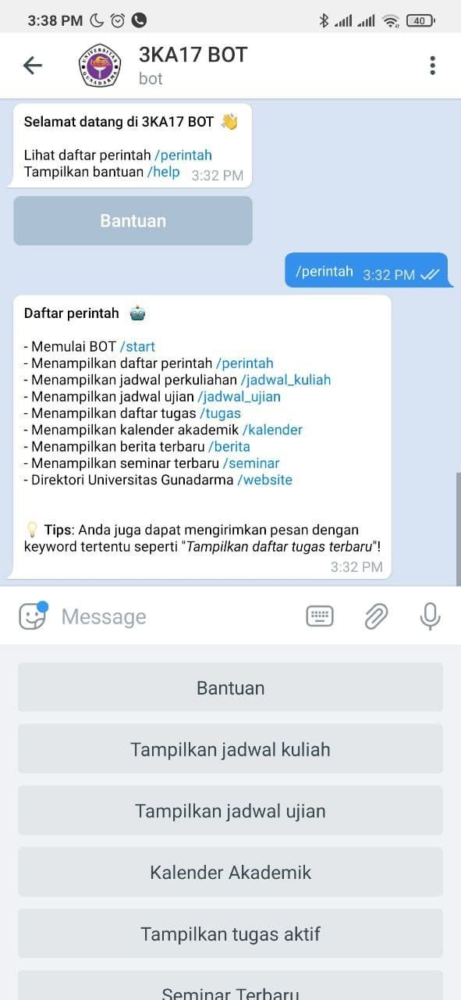 3:38 PM
40
3KA17 BOT
UNIVERSITAS GUNADARMA
bot
Selamat datang di 3KA17 BOT 👋
Lihat daftar perintah /perintah
Tampilkan bantuan /help 3:32 PM
Bantuan
/perintah 3:32 PM
Daftar perintah 🤖
- Memulai BOT /start
- Menampilkan daftar perintah /perintah
- Menampilkan jadwal perkuliahan /jadwal_kuliah
- Menampilkan jadwal ujian /jadwal_ujian
- Menampilkan daftar tugas /tugas
- Menampilkan kalender akademik /kalender
- Menampilkan berita terbaru /berita
- Menampilkan seminar terbaru /seminar
- Direktori Universitas Gunadarma /website
💡 Tips: Anda juga dapat mengirimkan pesan dengan
keyword tertentu seperti "Tampilkan daftar tugas terbaru"!
3:32 PM
Message
Bantuan
Tampilkan jadwal kuliah
Tampilkan jadwal ujian
Kalender Akademik
Tampilkan tugas aktif
Seminar Terbaru